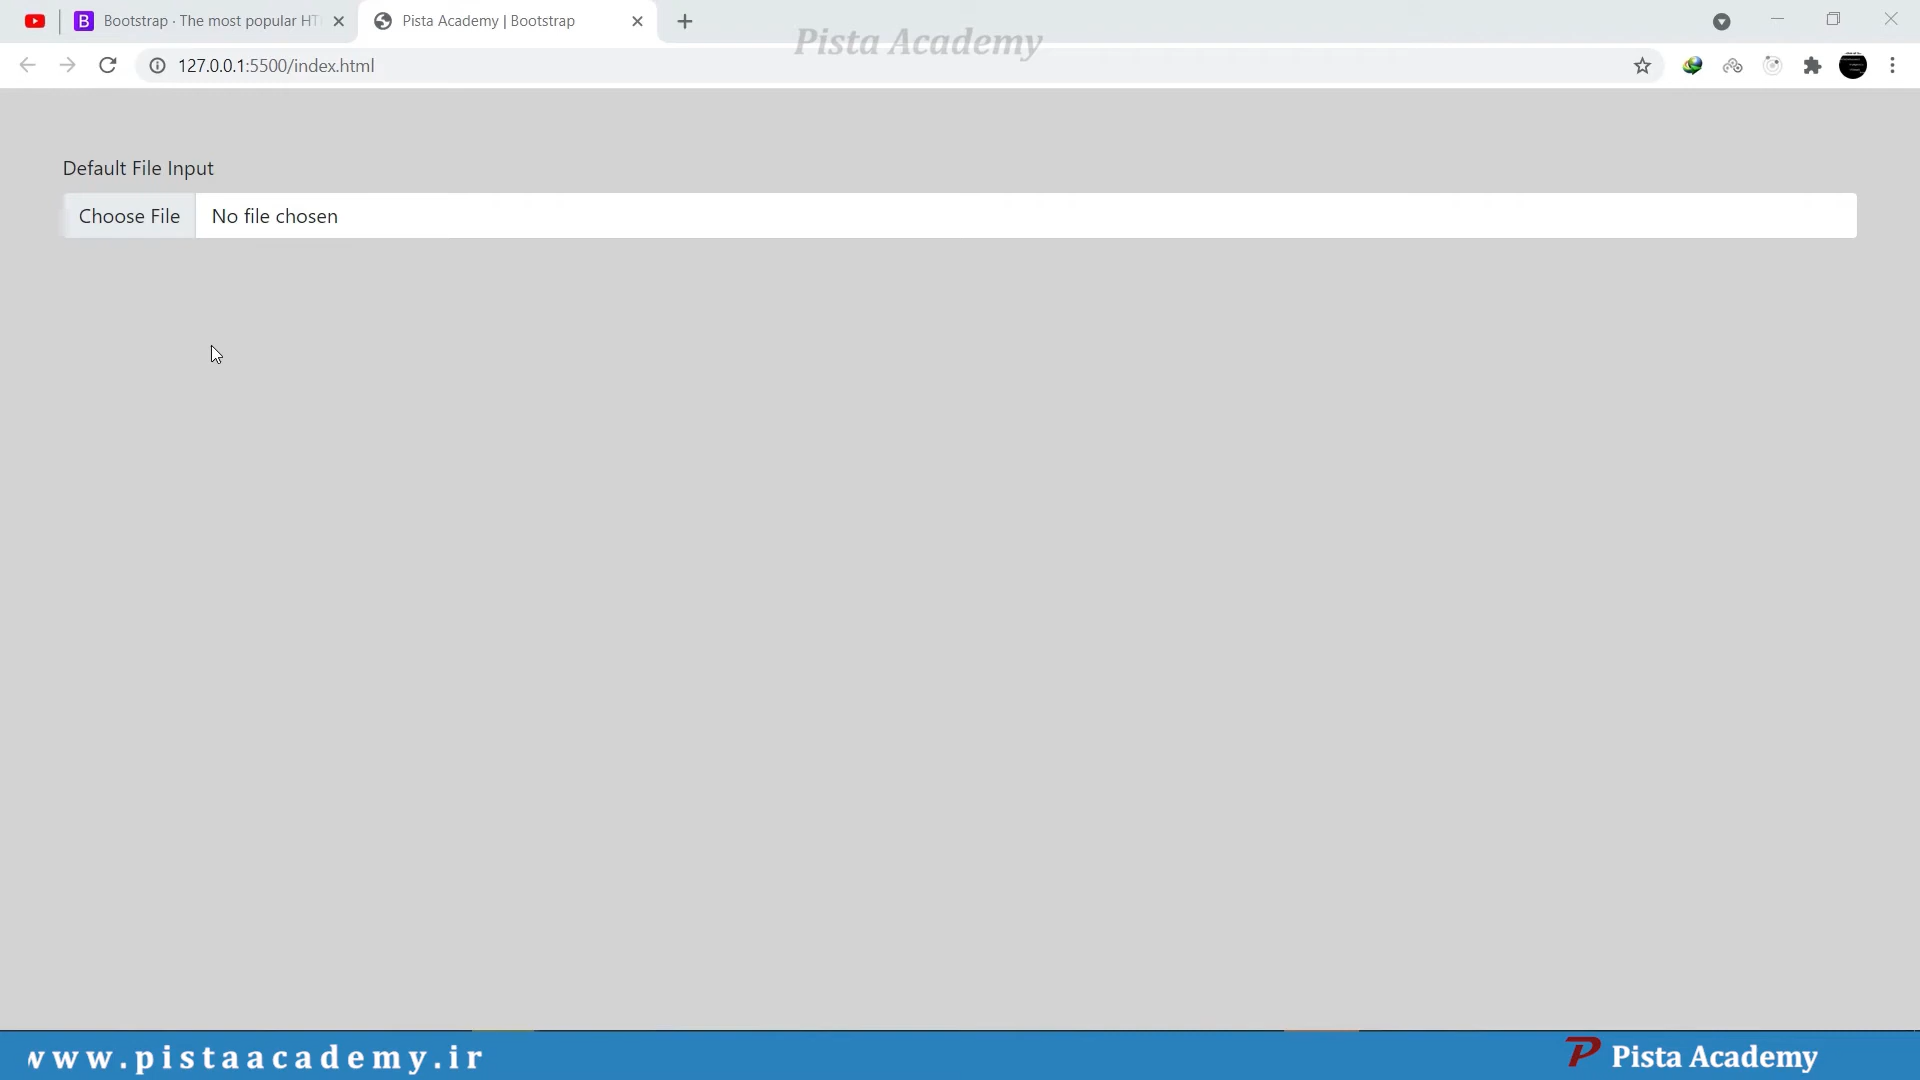 Bootstrap · The most popular HT
Pista Academy | Bootstrap
Pista Academy
127.0.0.1:5500/index.html
Default File Input
Choose File
No file chosen
www.pistaacademy.ir
Pista Academy